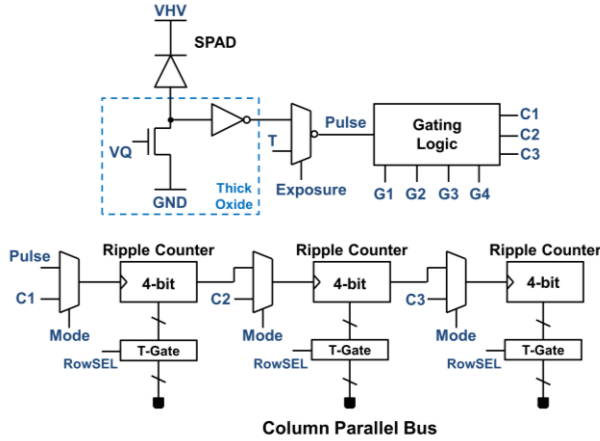 VHV
SPAD
VQ
GND
Thick
Oxide
T
Exposure
Pulse
Gating
Logic
C1
C2
C3
G1 G2 G3 G4
Ripple Counter Ripple Counter Ripple Counter
Pulse
C1
4-bit
C2
4-bit
C3
4-bit
Mode Mode Mode
T-Gate T-Gate T-Gate
RowSEL RowSEL RowSEL
Column Parallel Bus